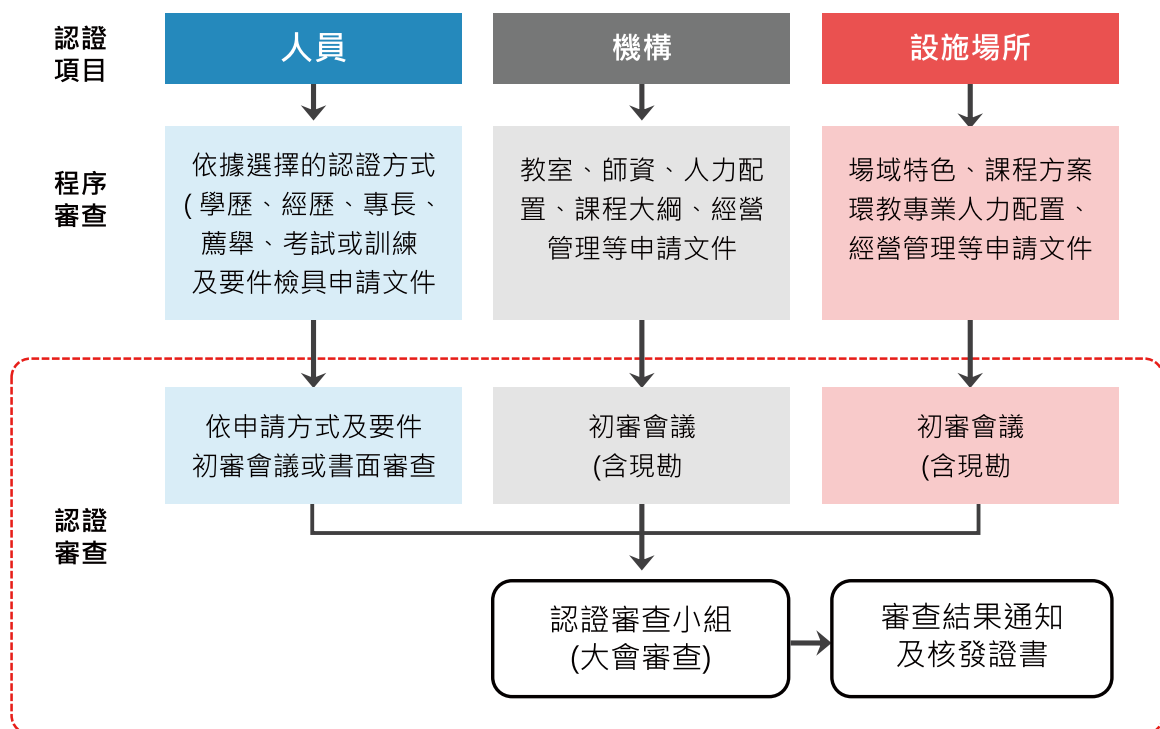 認證
項目
人員
機構
設施場所
程序
審查
依據選擇的認證方式
( 學歷、經歷、專長、
薦舉、考試或訓練
及要件檢具申請文件
教室、師資、人力配
置、課程大綱、經營
管理等申請文件
場域特色、課程方案
環教專業人力配置、
經營管理等申請文件
認證
審查
依申請方式及要件
初審會議或書面審查
初審會議
(含現勘
初審會議
(含現勘
認證審查小組
(大會審查)
審查結果通知
及核發證書